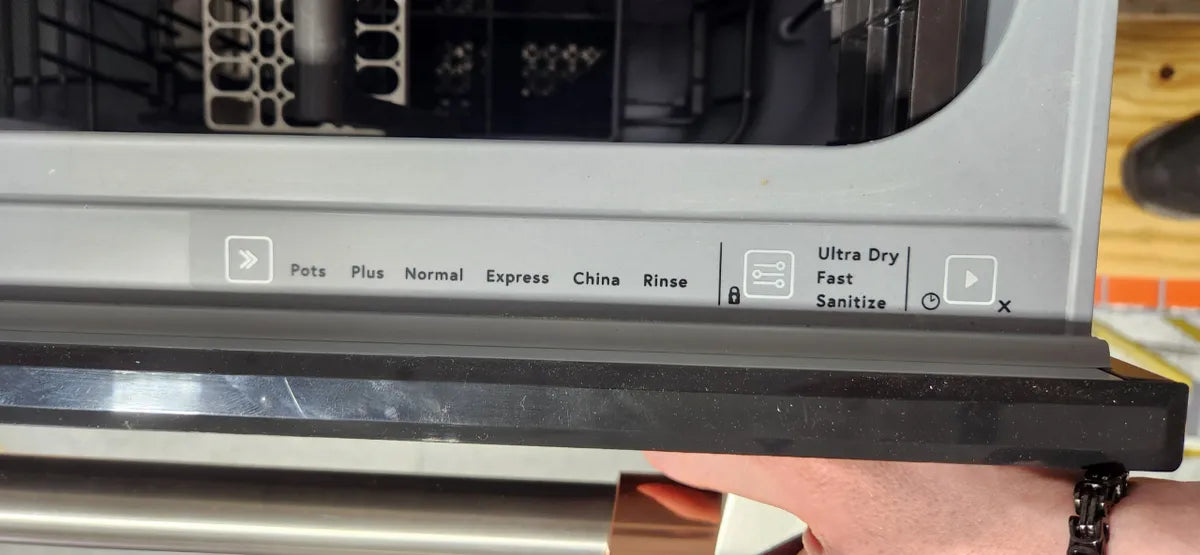 Pots Plus Normal Express China Rinse
Ultra Dry
Fast
Sanitize